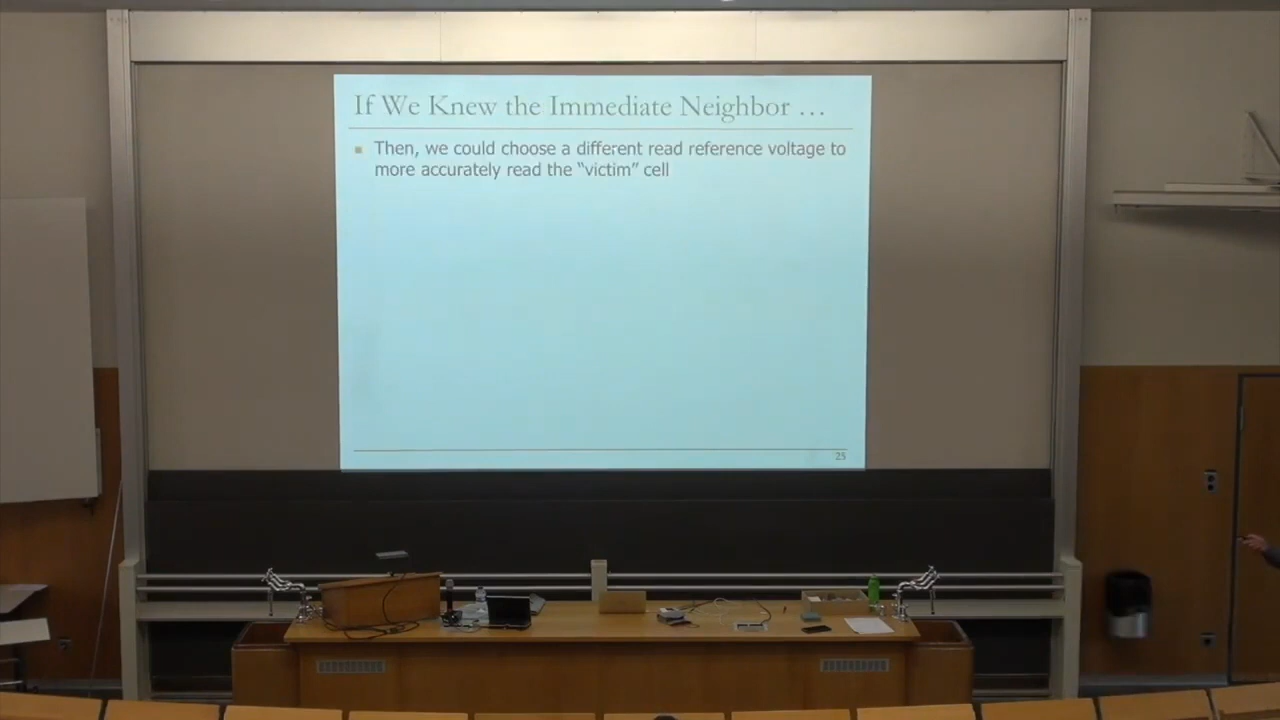 If We Knew the Immediate Neighbor …
Then, we could choose a different read reference voltage to
more accurately read the “victim” cell
25